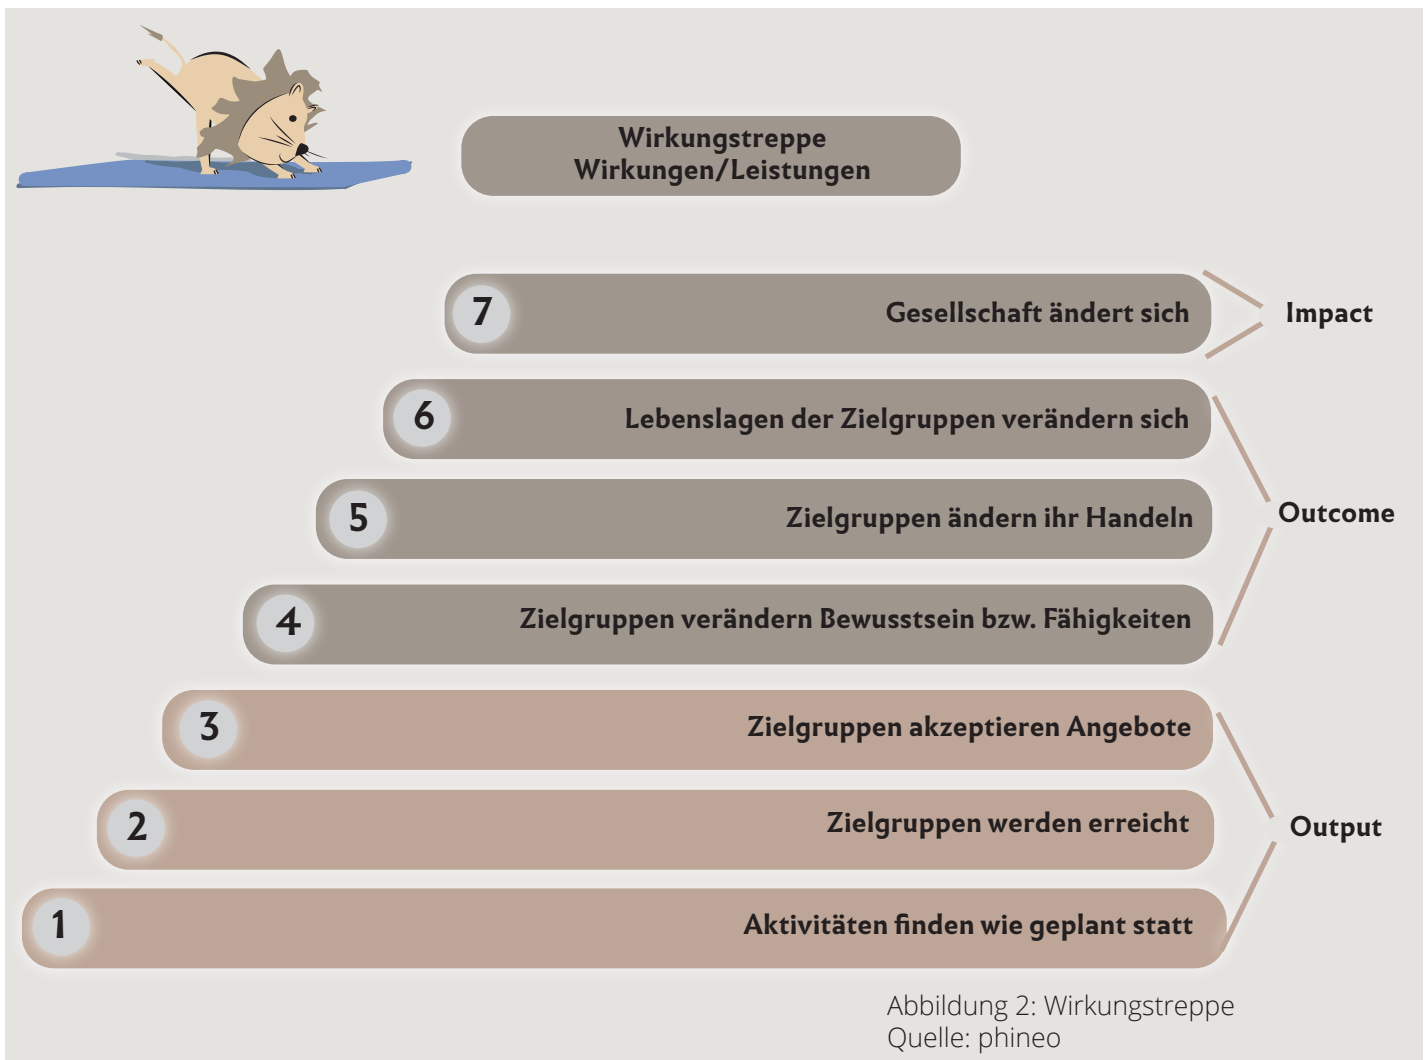 Wirkungstreppe
Wirkungen/Leistungen
7
Gesellschaft ändert sich
Impact
6
Lebenslagen der Zielgruppen verändern sich
5
Zielgruppen ändern ihr Handeln
Outcome
4
Zielgruppen verändern Bewusstsein bzw. Fähigkeiten
3
Zielgruppen akzeptieren Angebote
2
Zielgruppen werden erreicht
Output
1
Aktivitäten finden wie geplant statt
Abbildung 2: Wirkungstreppe
Quelle: phineo